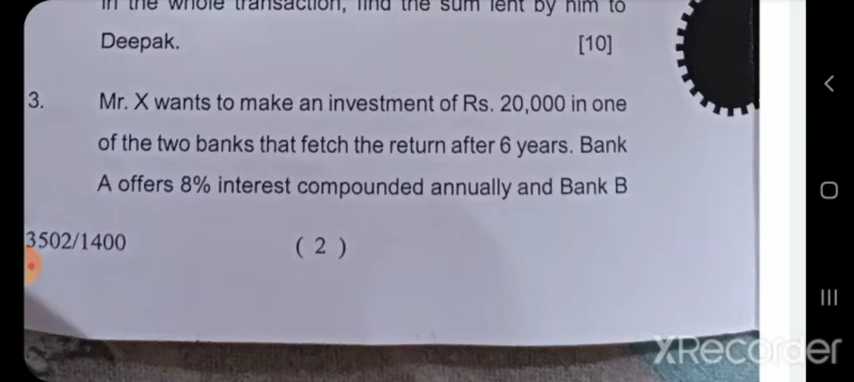 in the whole transaction, find the sum lent by him to
Deepak. [10]
3. Mr. X wants to make an investment of Rs. 20,000 in one
of the two banks that fetch the return after 6 years. Bank
A offers 8% interest compounded annually and Bank B
3502/1400 ( 2 )
XRecorder